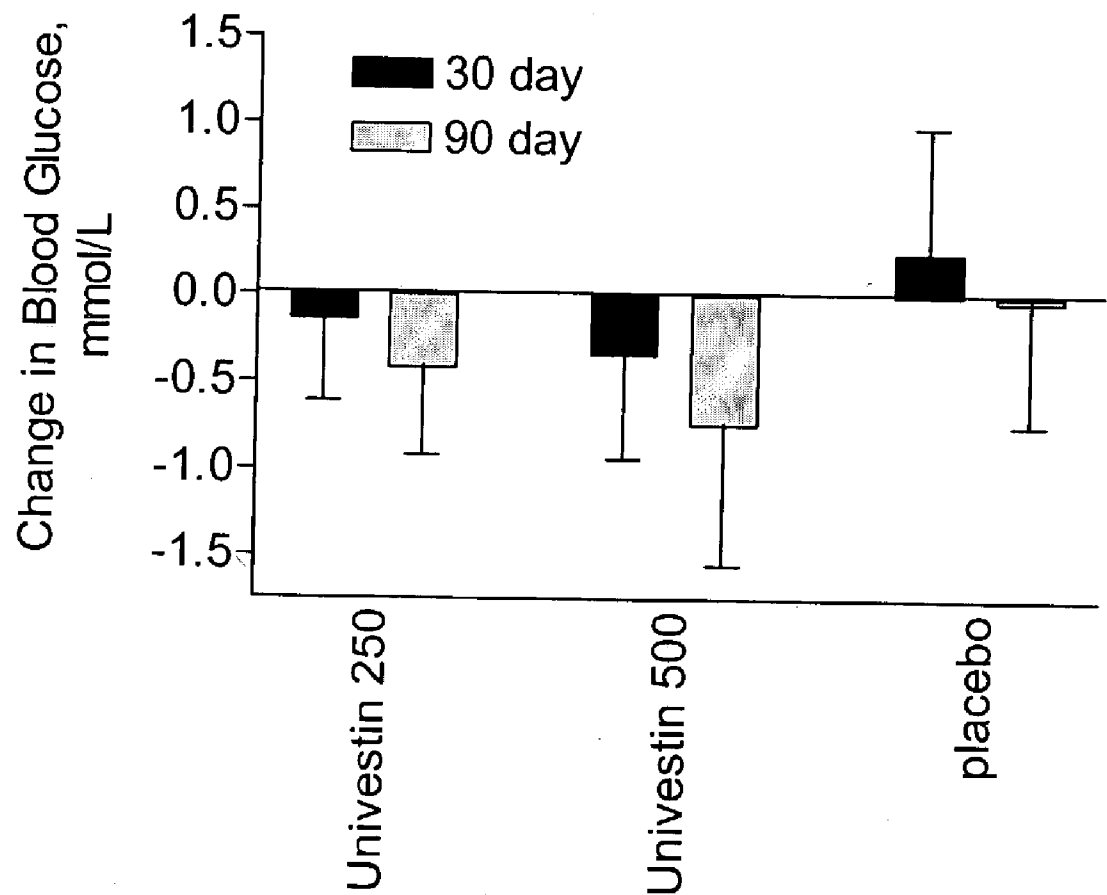 Change in Blood Glucose,
mmol/L
1.5
1.0
0.5
0.0
-0.5
-1.0
-1.5
30 day
90 day
Univestin 250
Univestin 500
placebo